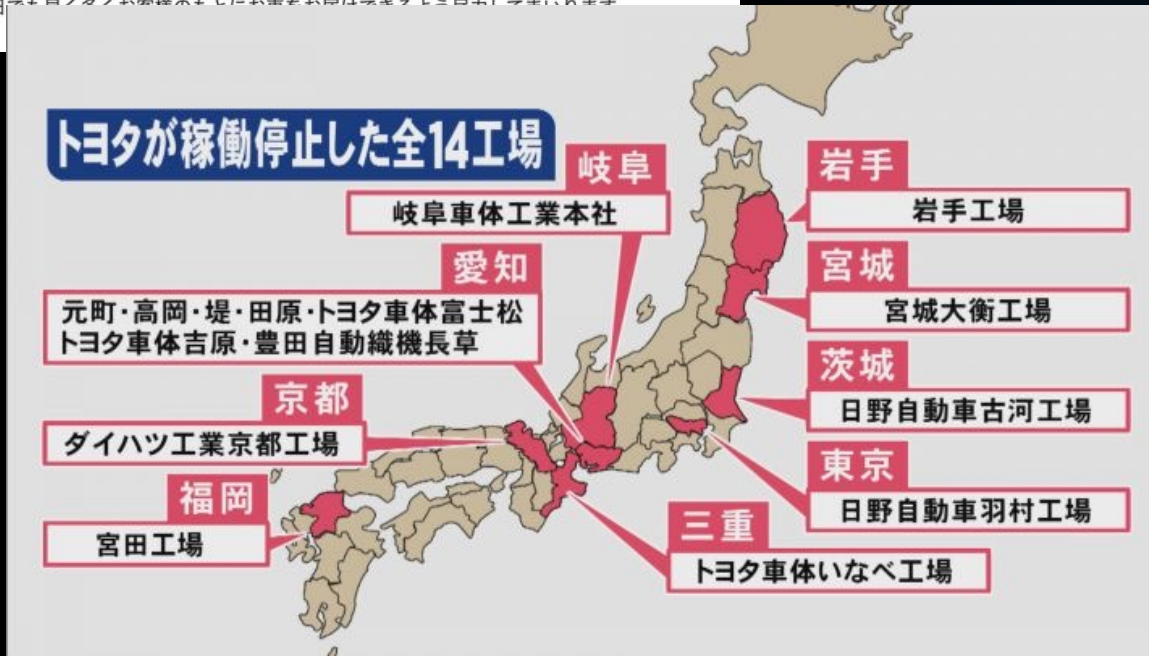 トヨタが稼働停止した全14工場
岐阜
岐阜車体工業本社
愛知
元町・高岡・堤・田原・トヨタ車体富士松
トヨタ車体吉原・豊田自動織機長草
京都
ダイハツ工業京都工場
福岡
宮田工場
岩手
岩手工場
宮城
宮城大衡工場
茨城
日野自動車古河工場
東京
日野自動車羽村工場
三重
トヨタ車体いなべ工場